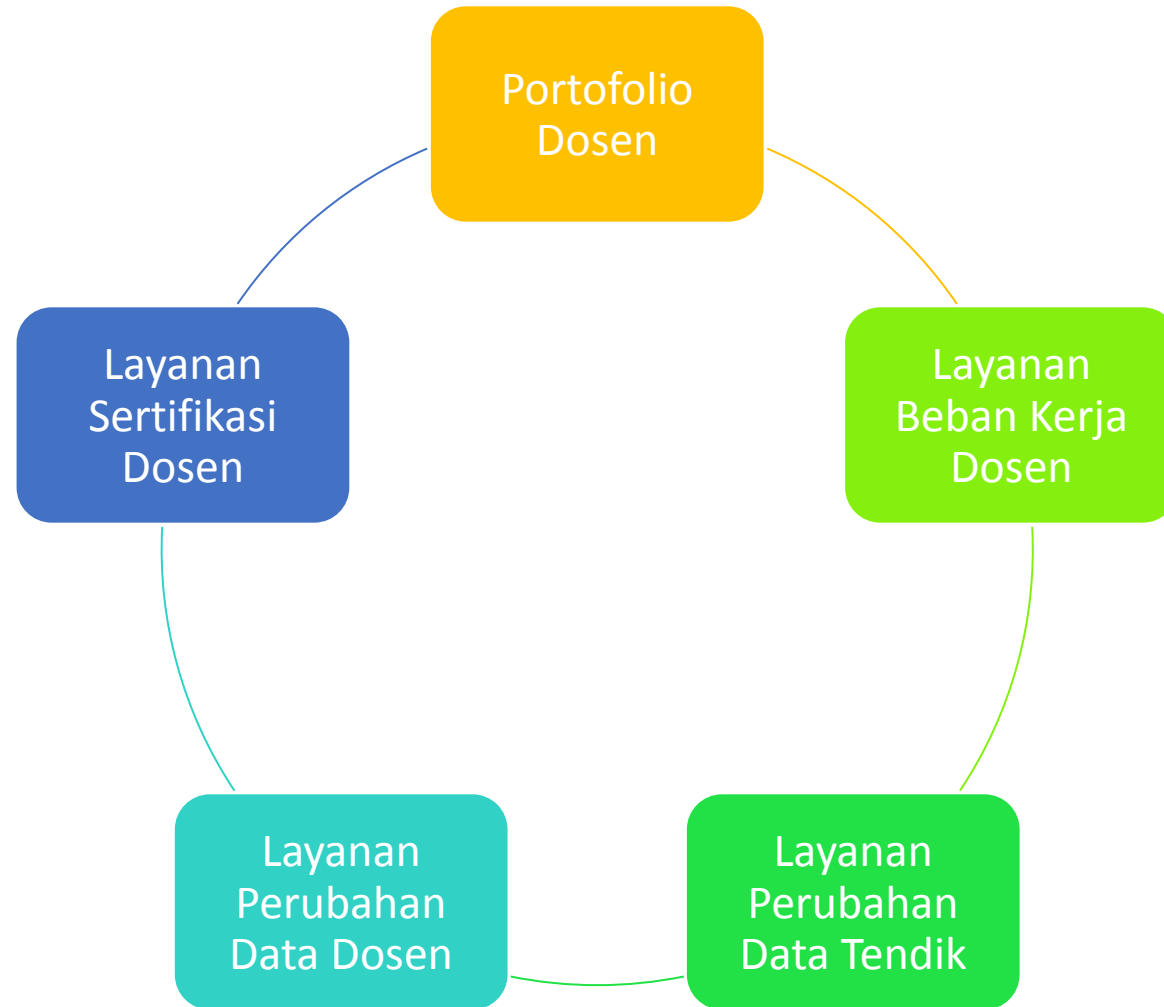 Portofolio
Dosen
Layanan
Beban Kerja
Dosen
Layanan
Perubahan
Data Tendik
Layanan
Perubahan
Data Dosen
Layanan
Sertifikasi
Dosen